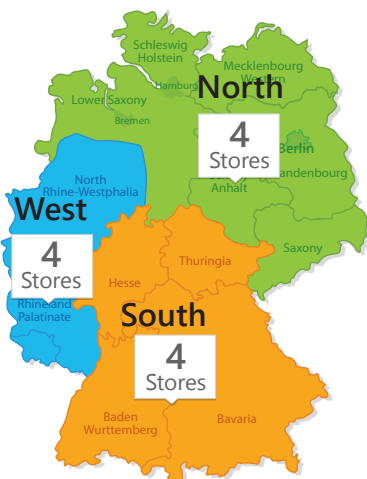 Schleswig
Holstein
Mecklenbourg
Western
Hamburg
North
Lower Saxony
Bremen
4
Stores
Berlin
Anhalt
North
Rhine-Westphalia
West
4
Stores
Saxony
Thuringia
Hesse
Rhineland
Palatinate
South
4
Stores
Baden
Wurttemberg
Bavaria